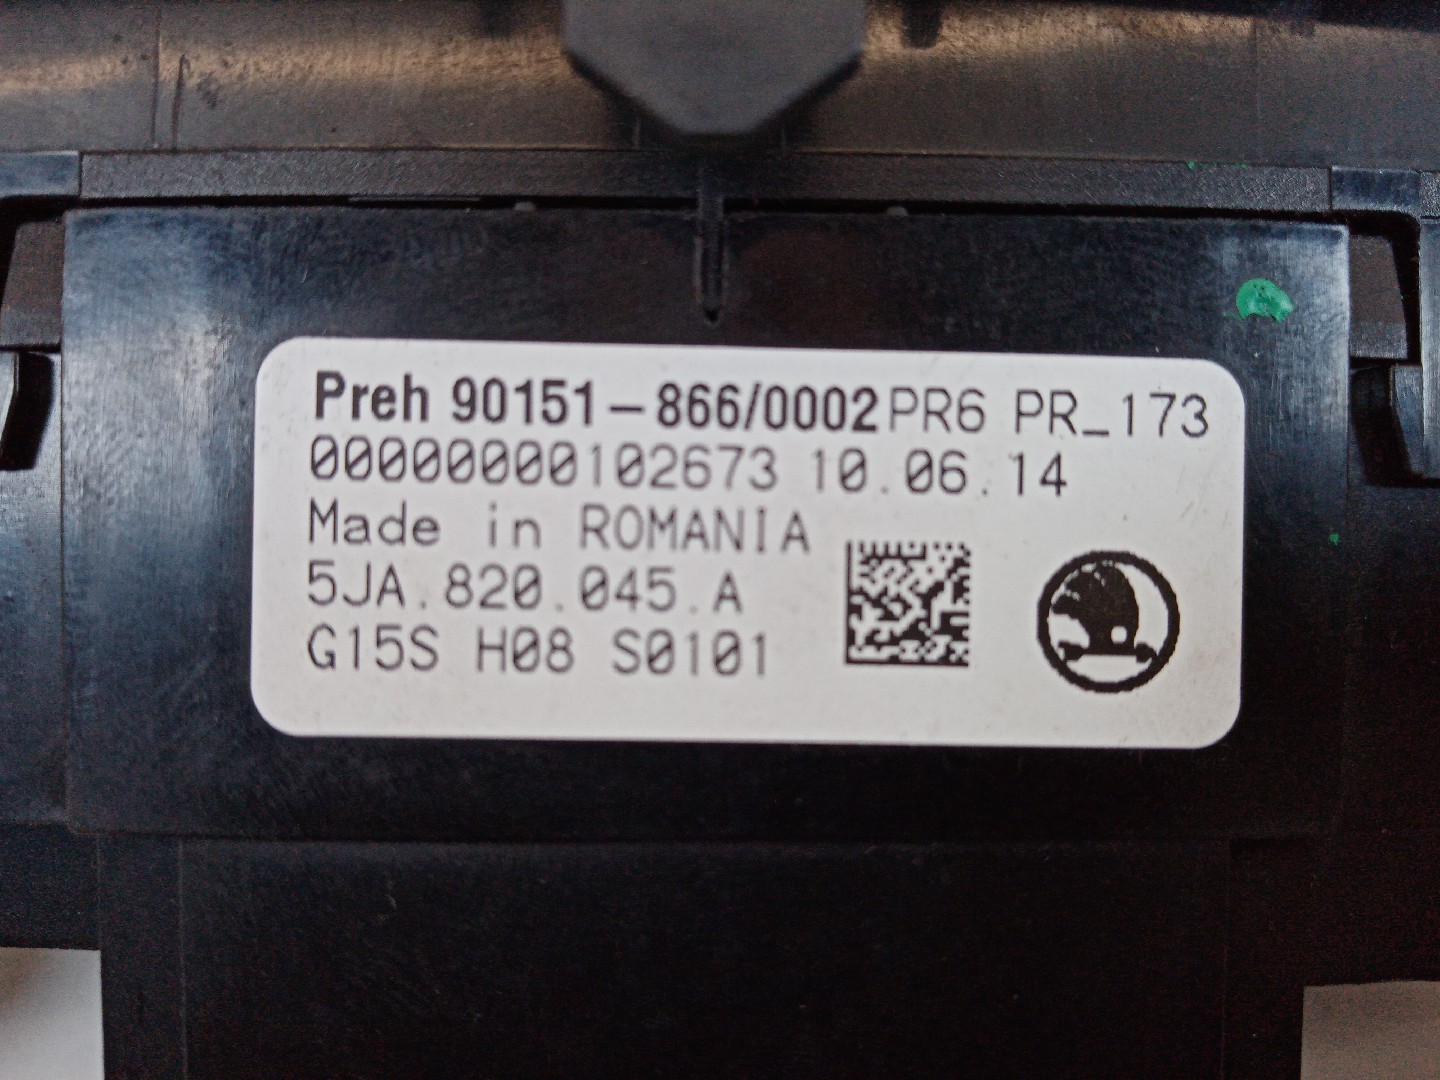 Preh 90151-866/0002 PR6 PR_173
00000000102673 10.06.14
Made in ROMANIA
5JA.820.045.A
G15S H08 S0101